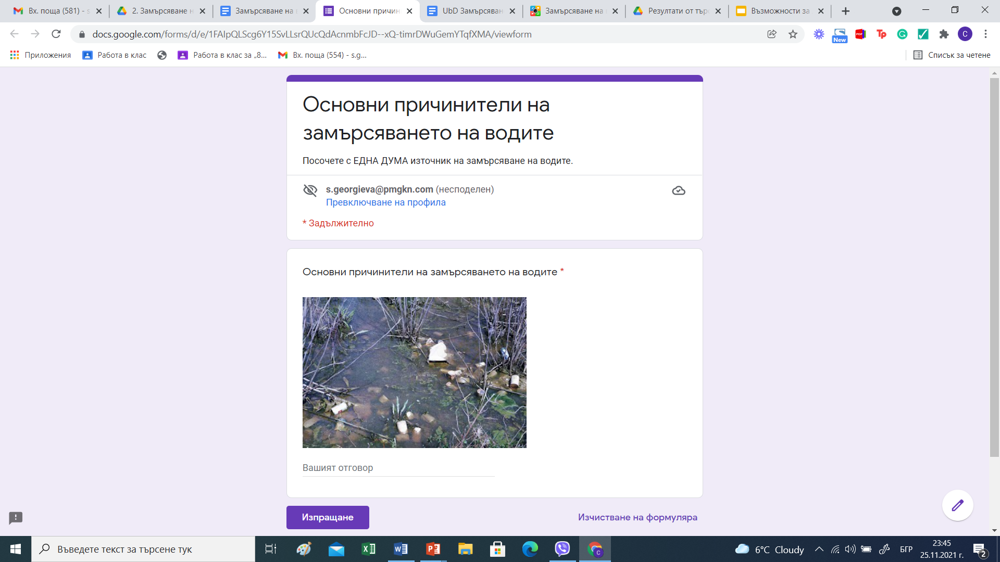 Вх. поща (581) - s
2. Замърсяване н
Замърсяване на
Основни причин
UbD Замърсяван
Замърсяване на
Резултати от търс
Възможности за
docs.google.com/forms/d/e/1FAIpQLScg6Y15SvLLsrQUcQdAcnmbFcJD--xQ-timrDWuGemYTqfXMA/viewform
New
PDF
Tp
C
Приложения
Работа в клас
Работа в клас за „8...
Вх. поща (554) - s.g...
Списък за четене
Основни причинители на
замърсяването на водите
Посочете с ЕДНА ДУМА източник на замърсяване на водите.
s.georgieva@pmgkn.com (несподелен)
Превключване на профила
* Задължително
Основни причинители на замърсяването на водите *
Вашият отговор
Изпращане
Изчистване на формуляра
Въведете текст за търсене тук
6°C Cloudy
БГР
23:45
25.11.2021 г.
2